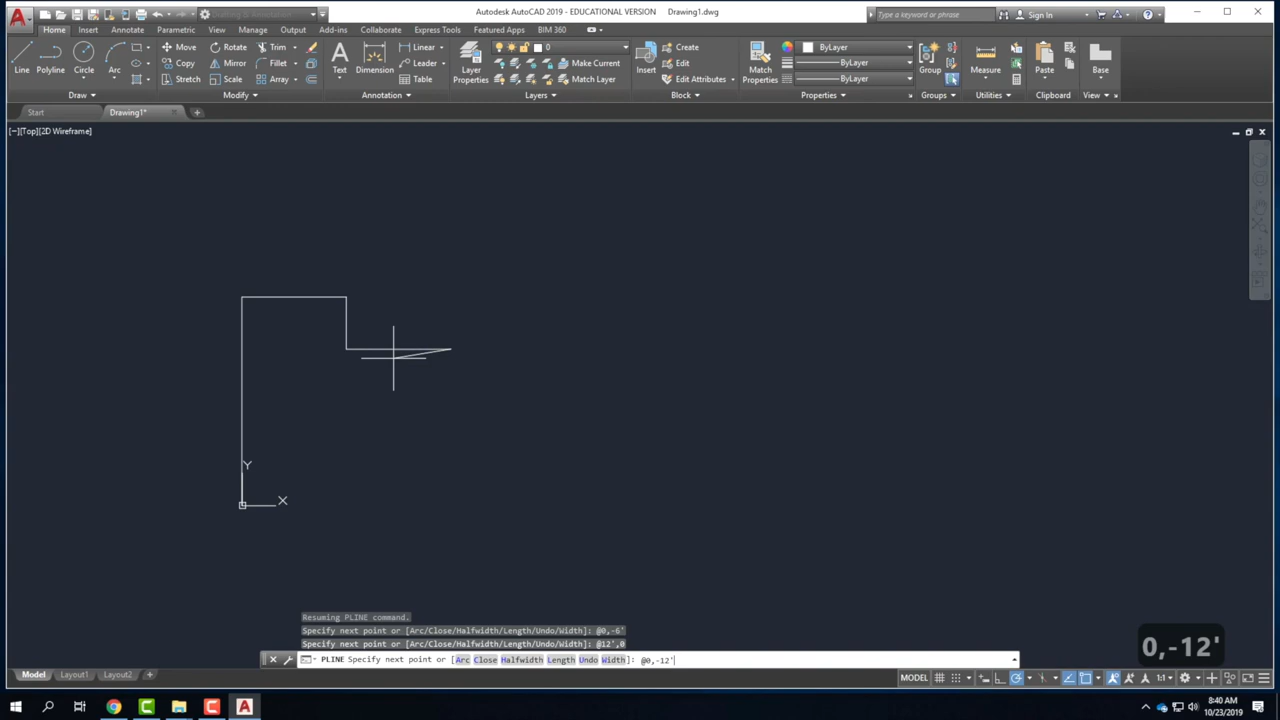 Autodesk AutoCAD 2019 - EDUCATIONAL VERSION    Drawing1.dwg
Drafting & Annotation
Type a keyword or phrase
Sign In
Home Insert Annotate Parametric View Manage Output Add-ins Collaborate Express Tools Featured Apps BIM 360
Line Polyline Circle Arc
Move Rotate Trim
Copy Mirror Fillet
Stretch Scale Array
Text Dimension
Linear
Leader
Table
Layer Properties
0
Make Current
Match Layer
Insert
Create
Edit
Edit Attributes
Match Properties
ByLayer
ByLayer
ByLayer
Group Measure Paste Base
Draw Modify Annotation Layers Block Properties Groups Utilities Clipboard View
Start Drawing1*
[−][Top][2D Wireframe]
Y
X
Resuming PLINE command.
Specify next point or [Arc/Close/Halfwidth/Length/Undo/Width]: @0,-6'
Specify next point or [Arc/Close/Halfwidth/Length/Undo/Width]: @12',0
PLINE Specify next point or [Arc Close Halfwidth Length Undo Width]: @0,-12'
0,-12'
Model Layout1 Layout2
MODEL
1:1
8:40 AM
10/23/2019